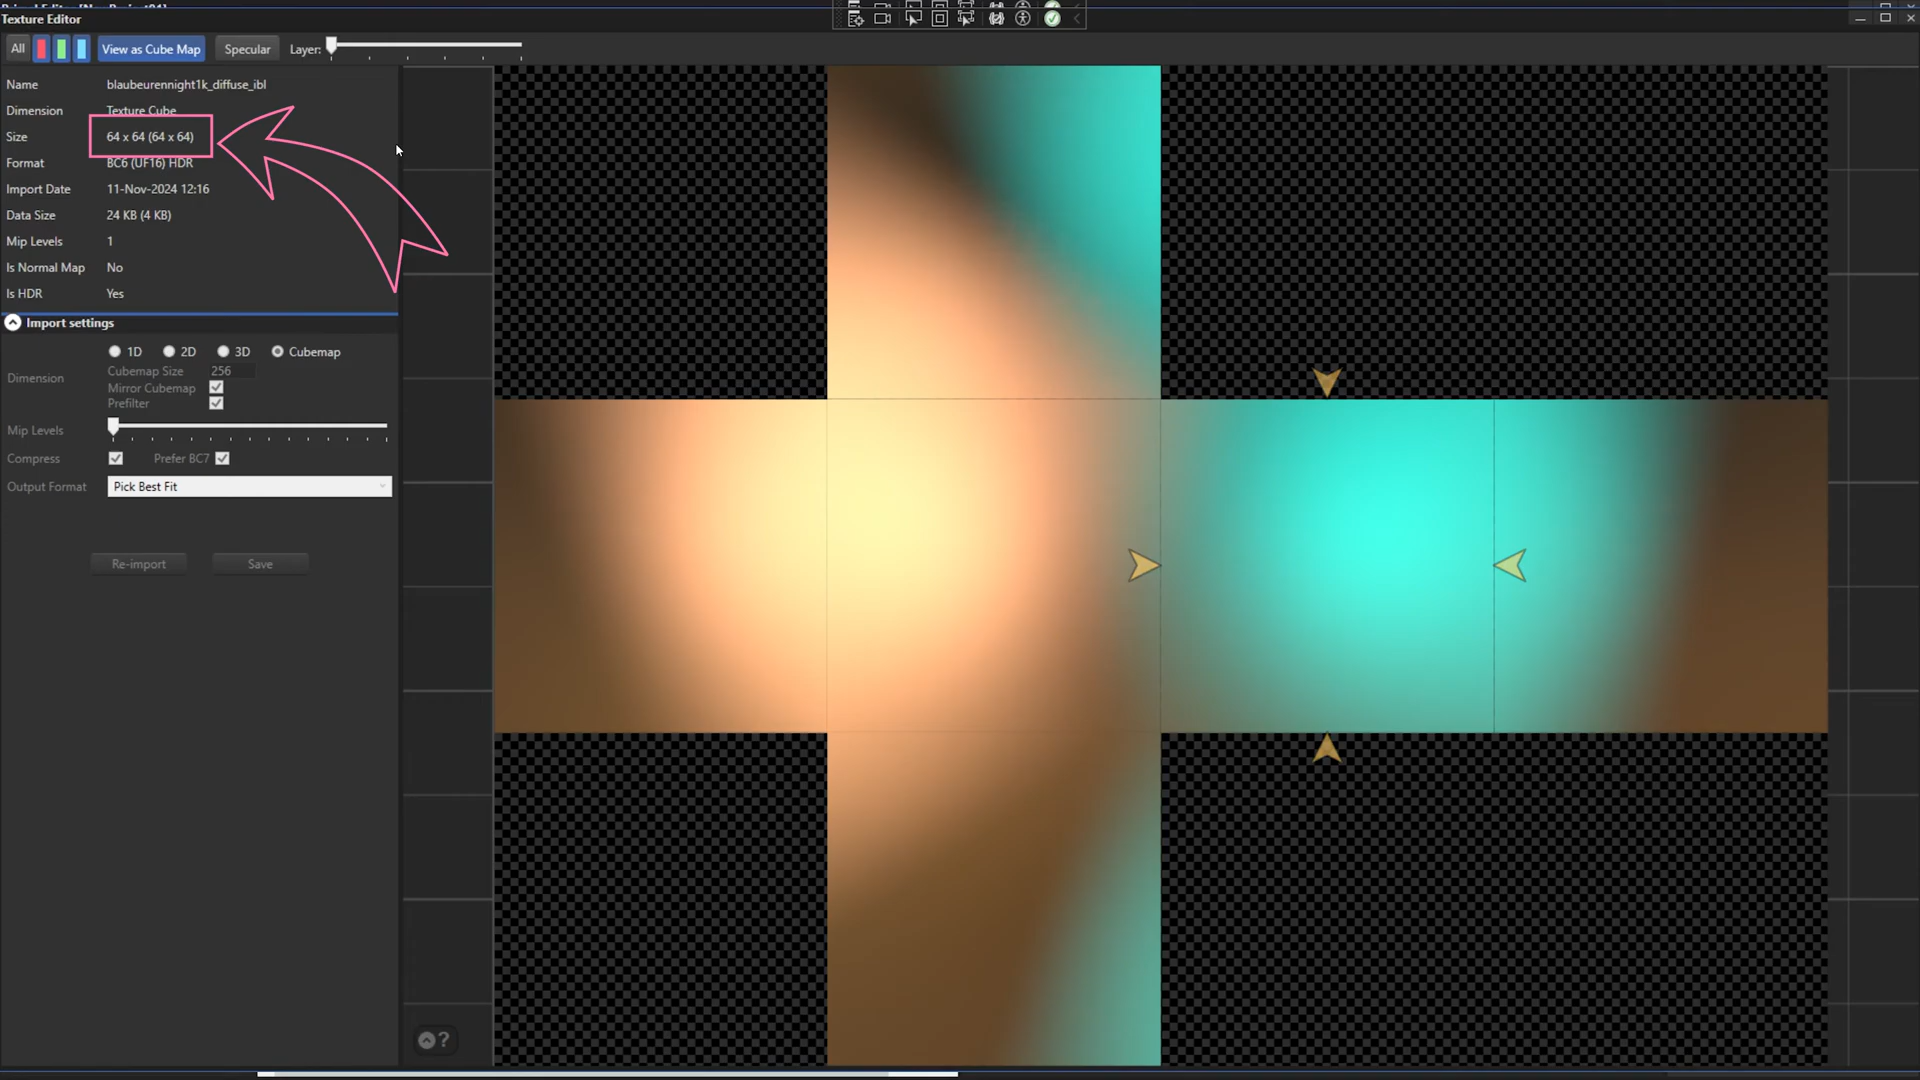 Texture Editor
All
View as Cube Map
Specular
Layer:
Name blaubeurennight1k_diffuse_ibl
Dimension Texture Cube
Size 64 x 64 (64 x 64)
Format BC6 (UF16) HDR
Import Date 11-Nov-2024 12:16
Data Size 24 KB (4 KB)
Mip Levels 1
Is Normal Map No
Is HDR Yes
Import settings
1D 2D 3D Cubemap
Dimension
Cubemap Size 256
Mirror Cubemap
Prefilter
Mip Levels
Compress Prefer BC7
Output Format Pick Best Fit
Re-import Save
?